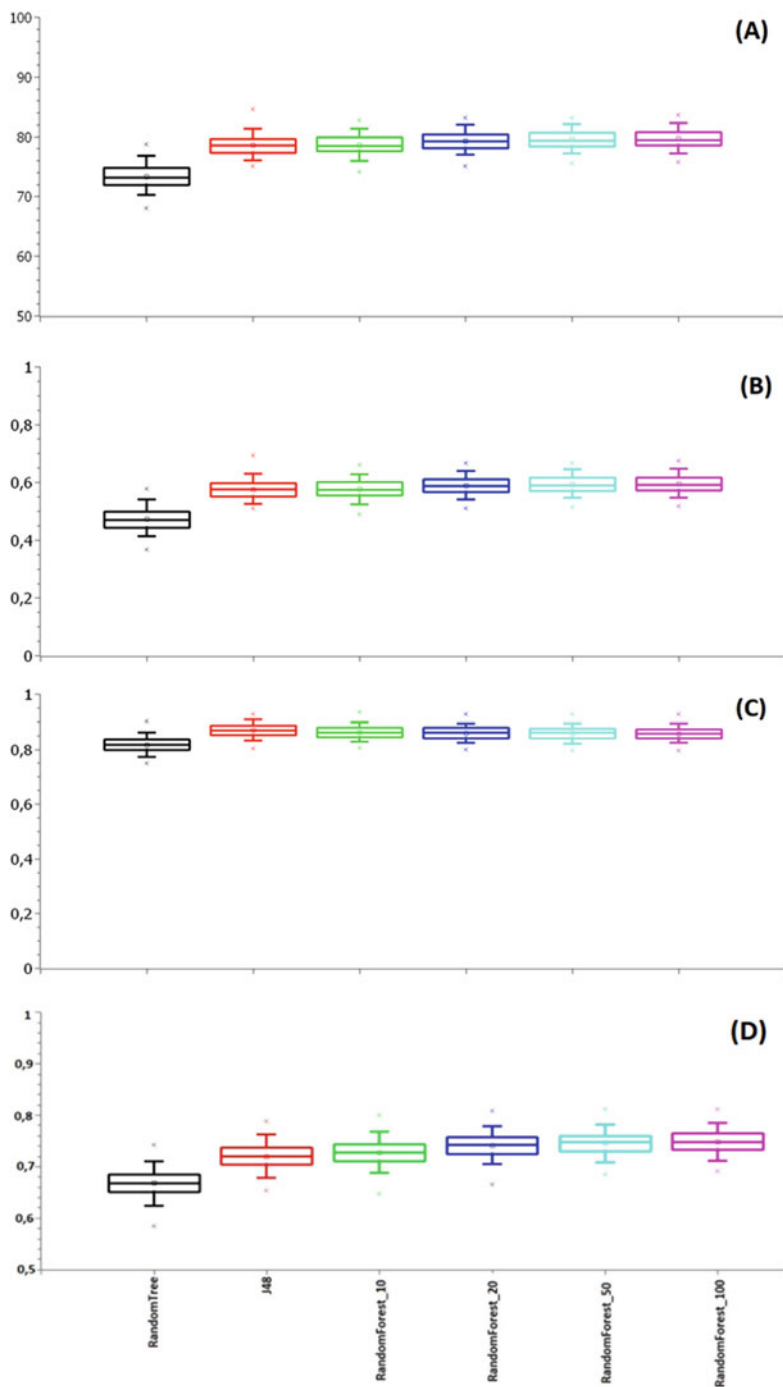 (A)
100
90
80
70
60
50
(B)
1
0,8
0,6
0,4
0,2
0
(C)
1
0,8
0,6
0,4
0,2
0
(D)
1
0,9
0,8
0,7
0,6
0,5
RandomTree
J48
RandomForest_10
RandomForest_20
RandomForest_50
RandomForest_100